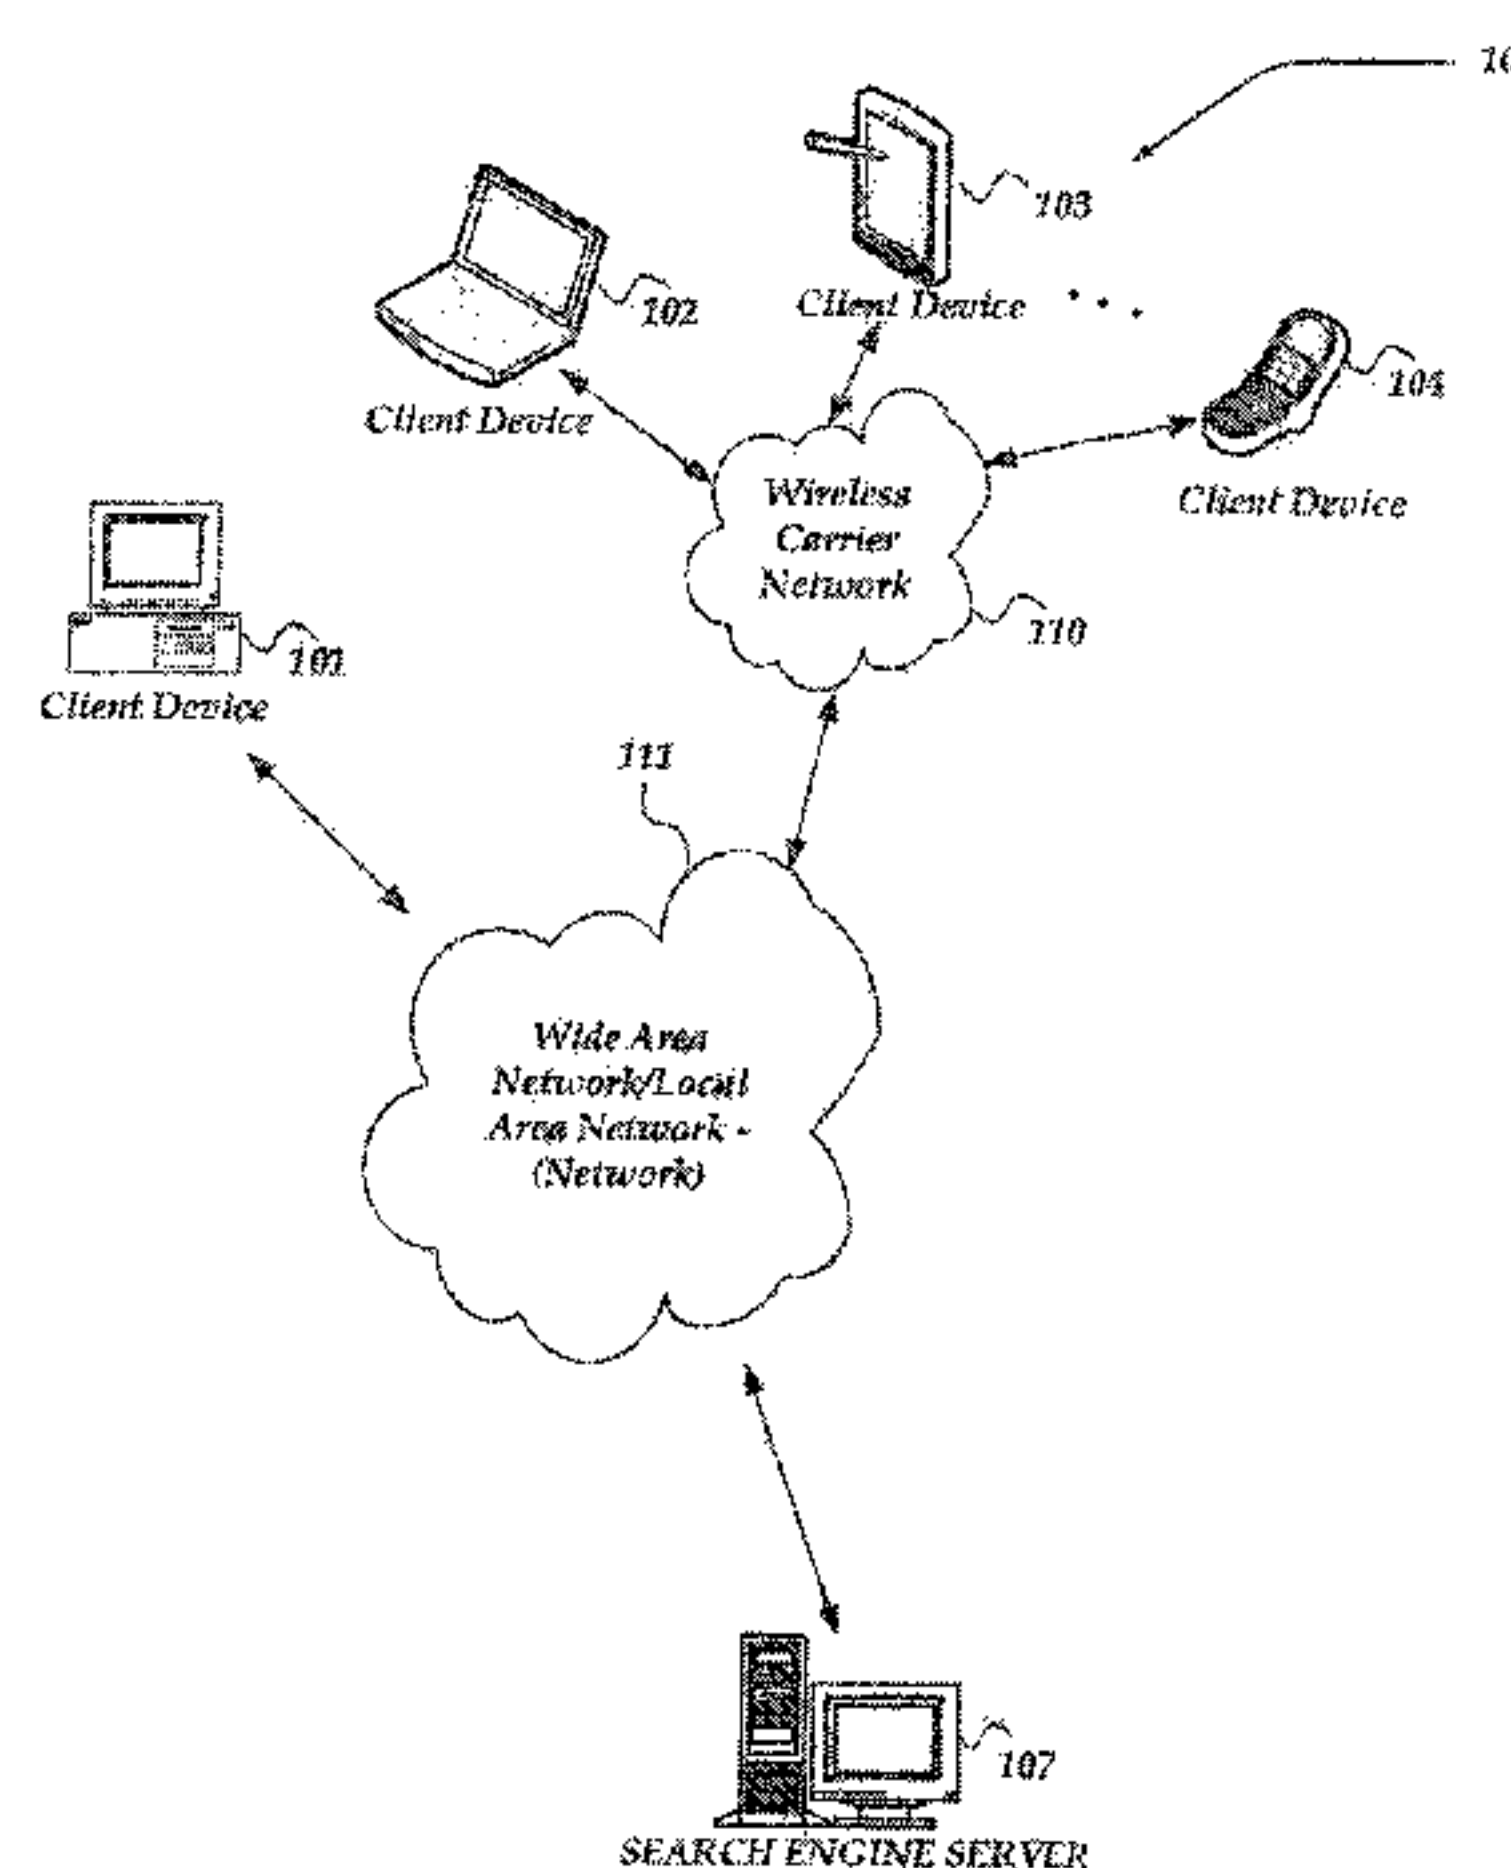 103
102
Client Device
104
Client Device
Client Device
Wireless
Carrier
Network
110
101
Client Device
111
Wide Area
Network/Local
Area Network -
(Network)
107
SEARCH ENGINE SERVER